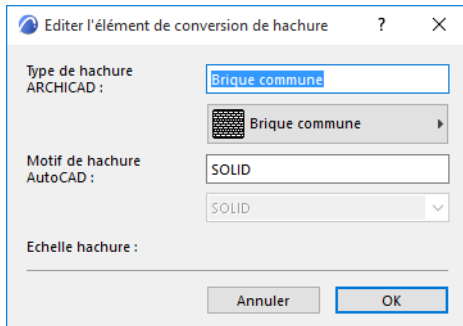 Editer l'élément de conversion de hachure ?
Type de hachure
ARCHICAD :
Brique commune
Brique commune
Motif de hachure
AutoCAD :
SOLID
SOLID
Echelle hachure :
Annuler OK